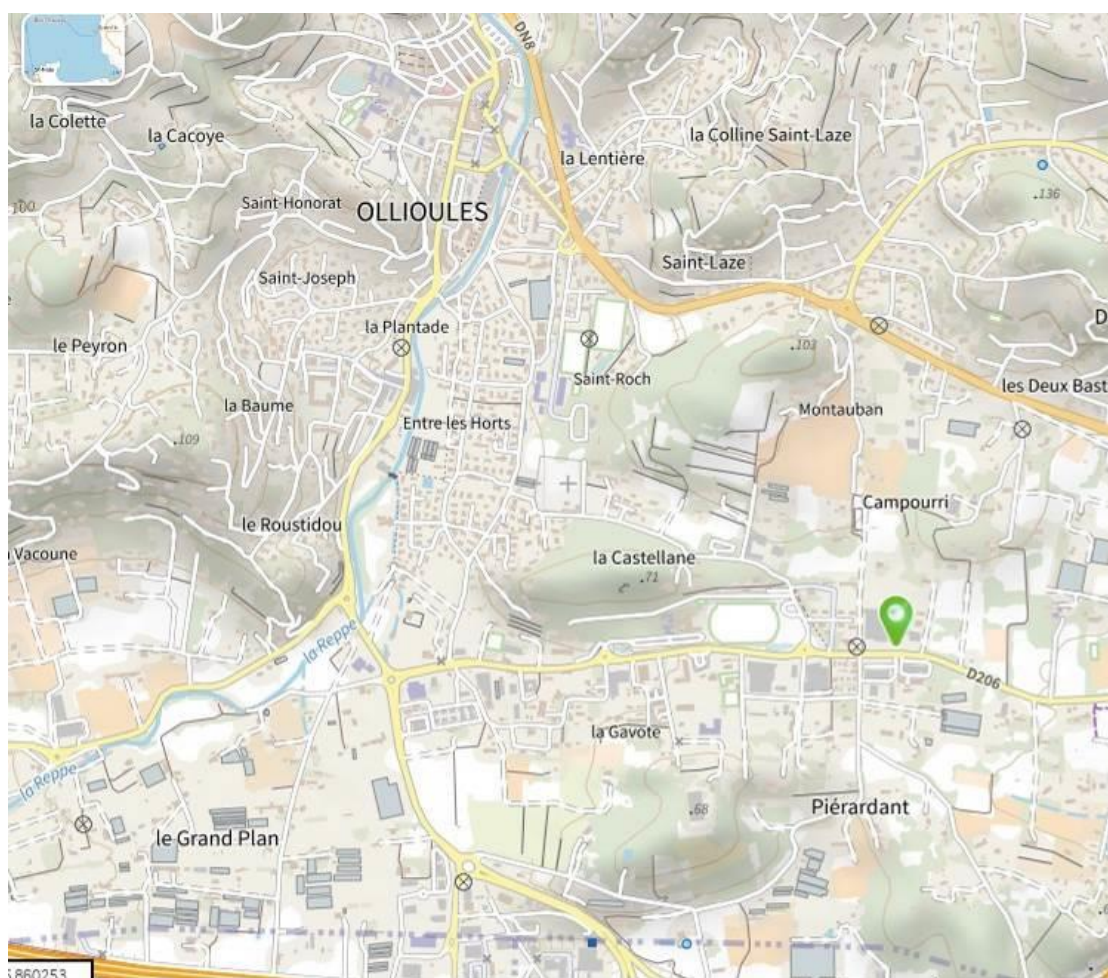 DN8
la Colette
la Cacoye
la Colline Saint-Laze
la Lentière
136
100
Saint-Honorat
OLLIOULES
Saint-Laze
Saint-Joseph
la Plantade
103
le Peyron
Saint-Roch
les Deux Bast
la Baume
Montauban
Entre les Horts
109
Campourri
le Roustidou
Vacoune
la Castellane
71
la Reppe
D206
la Gavote
la Reppe
68
Piérardant
le Grand Plan
860253